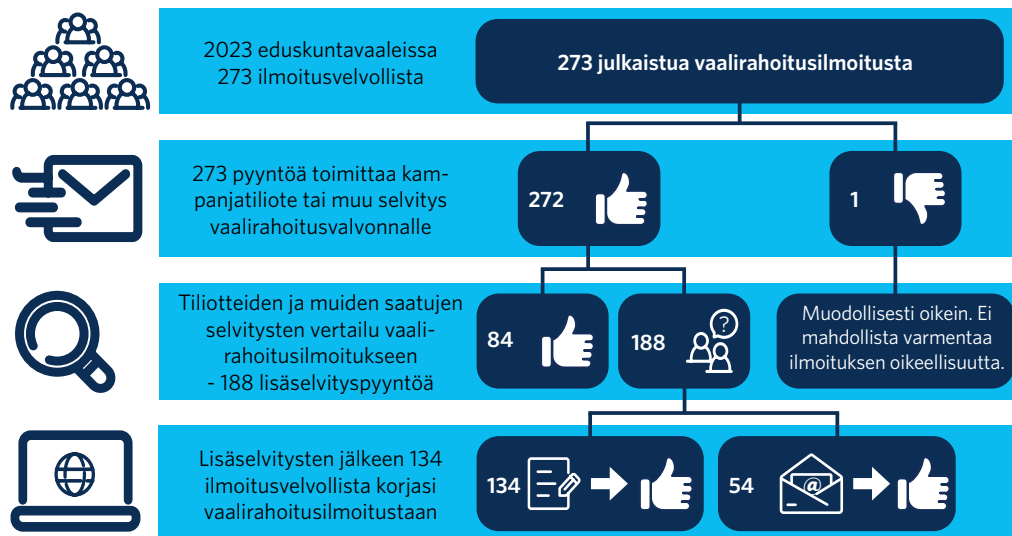 2023 eduskuntavaaleissa
273 ilmoitusvelvollista
273 julkaistua vaalirahoitusilmoitusta
273 pyyntöä toimittaa kam-
panjatiliote tai muu selvitys
vaalirahoitusvalvonnalle
272
1
Tiliotteiden ja muiden saatujen
selvitysten vertailu vaali-
rahoitusilmoitukseen
- 188 lisäselvityspyyntöä
84
188
?
Muodollisesti oikein. Ei
mahdollista varmentaa
ilmoituksen oikeellisuutta.
Lisäselvitysten jälkeen 134
ilmoitusvelvollista korjasi
vaalirahoitusilmoitustaan
134
54
@